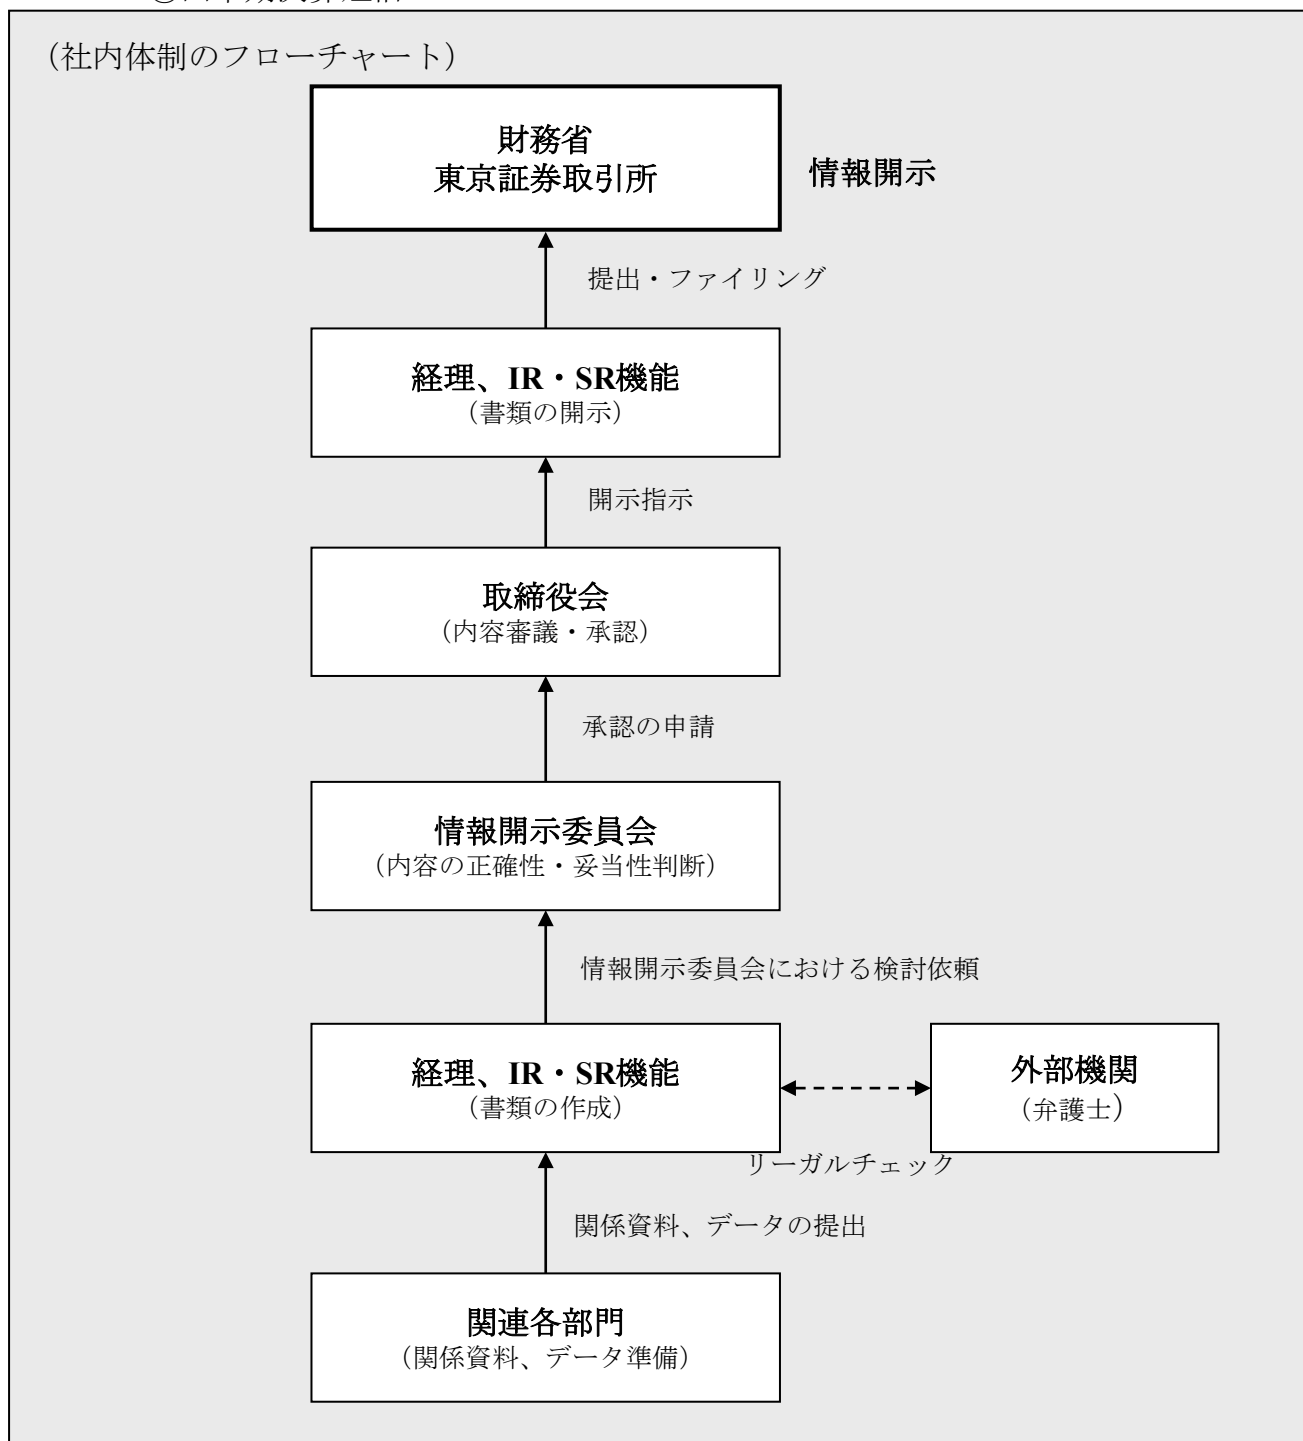 (社内体制のフローチャート)
財務省
東京証券取引所
情報開示
提出・ファイリング
経理、IR・SR機能
(書類の開示)
開示指示
取締役会
(内容審議・承認)
承認の申請
情報開示委員会
(内容の正確性・妥当性判断)
情報開示委員会における検討依頼
経理、IR・SR機能
(書類の作成)
外部機関
(弁護士)
リーガルチェック
関係資料、データの提出
関連各部門
(関係資料、データ準備)